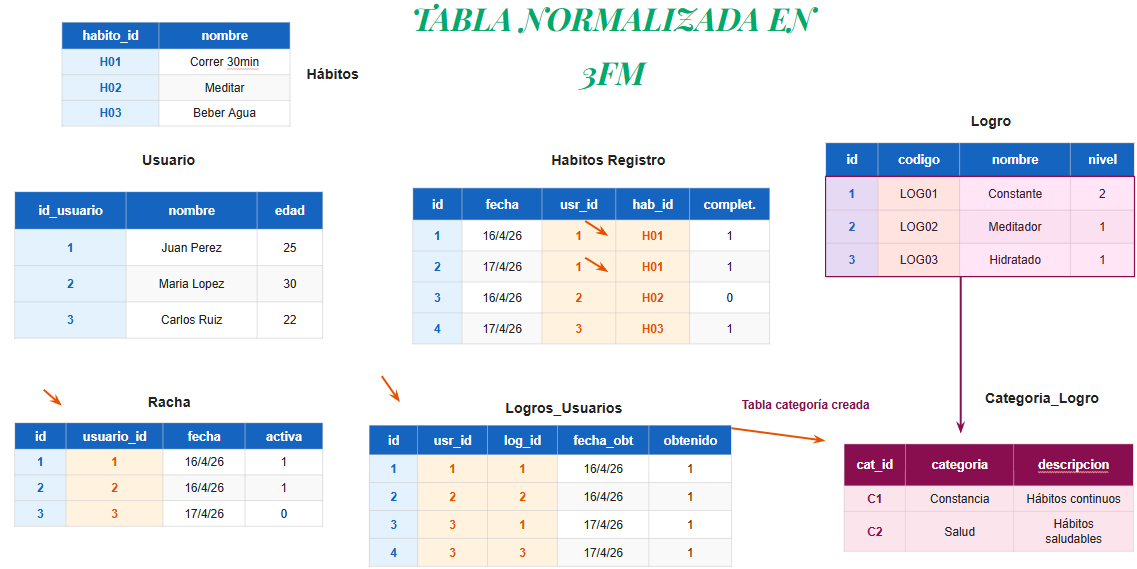 TABLA NORMALIZADA EN
3FM
habito_id nombre
H01 Correr 30min
H02 Meditar
H03 Beber Agua
Hábitos
Usuario
id_usuario nombre edad
1 Juan Perez 25
2 Maria Lopez 30
3 Carlos Ruiz 22
Habitos Registro
id fecha usr_id hab_id complet.
1 16/4/26 1 H01 1
2 17/4/26 1 H01 1
3 16/4/26 2 H02 0
4 17/4/26 3 H03 1
Logro
id codigo nombre nivel
1 LOG01 Constante 2
2 LOG02 Meditador 1
3 LOG03 Hidratado 1
Racha
id usuario_id fecha activa
1 1 16/4/26 1
2 2 16/4/26 1
3 3 17/4/26 0
Logros_Usuarios
id usr_id log_id fecha_obt obtenido
1 1 1 16/4/26 1
2 2 2 16/4/26 1
3 3 1 17/4/26 1
4 3 3 17/4/26 1
Tabla categoría creada
Categoria_Logro
cat_id categoria descripcion
C1 Constancia Hábitos continuos
C2 Salud Hábitos
saludables